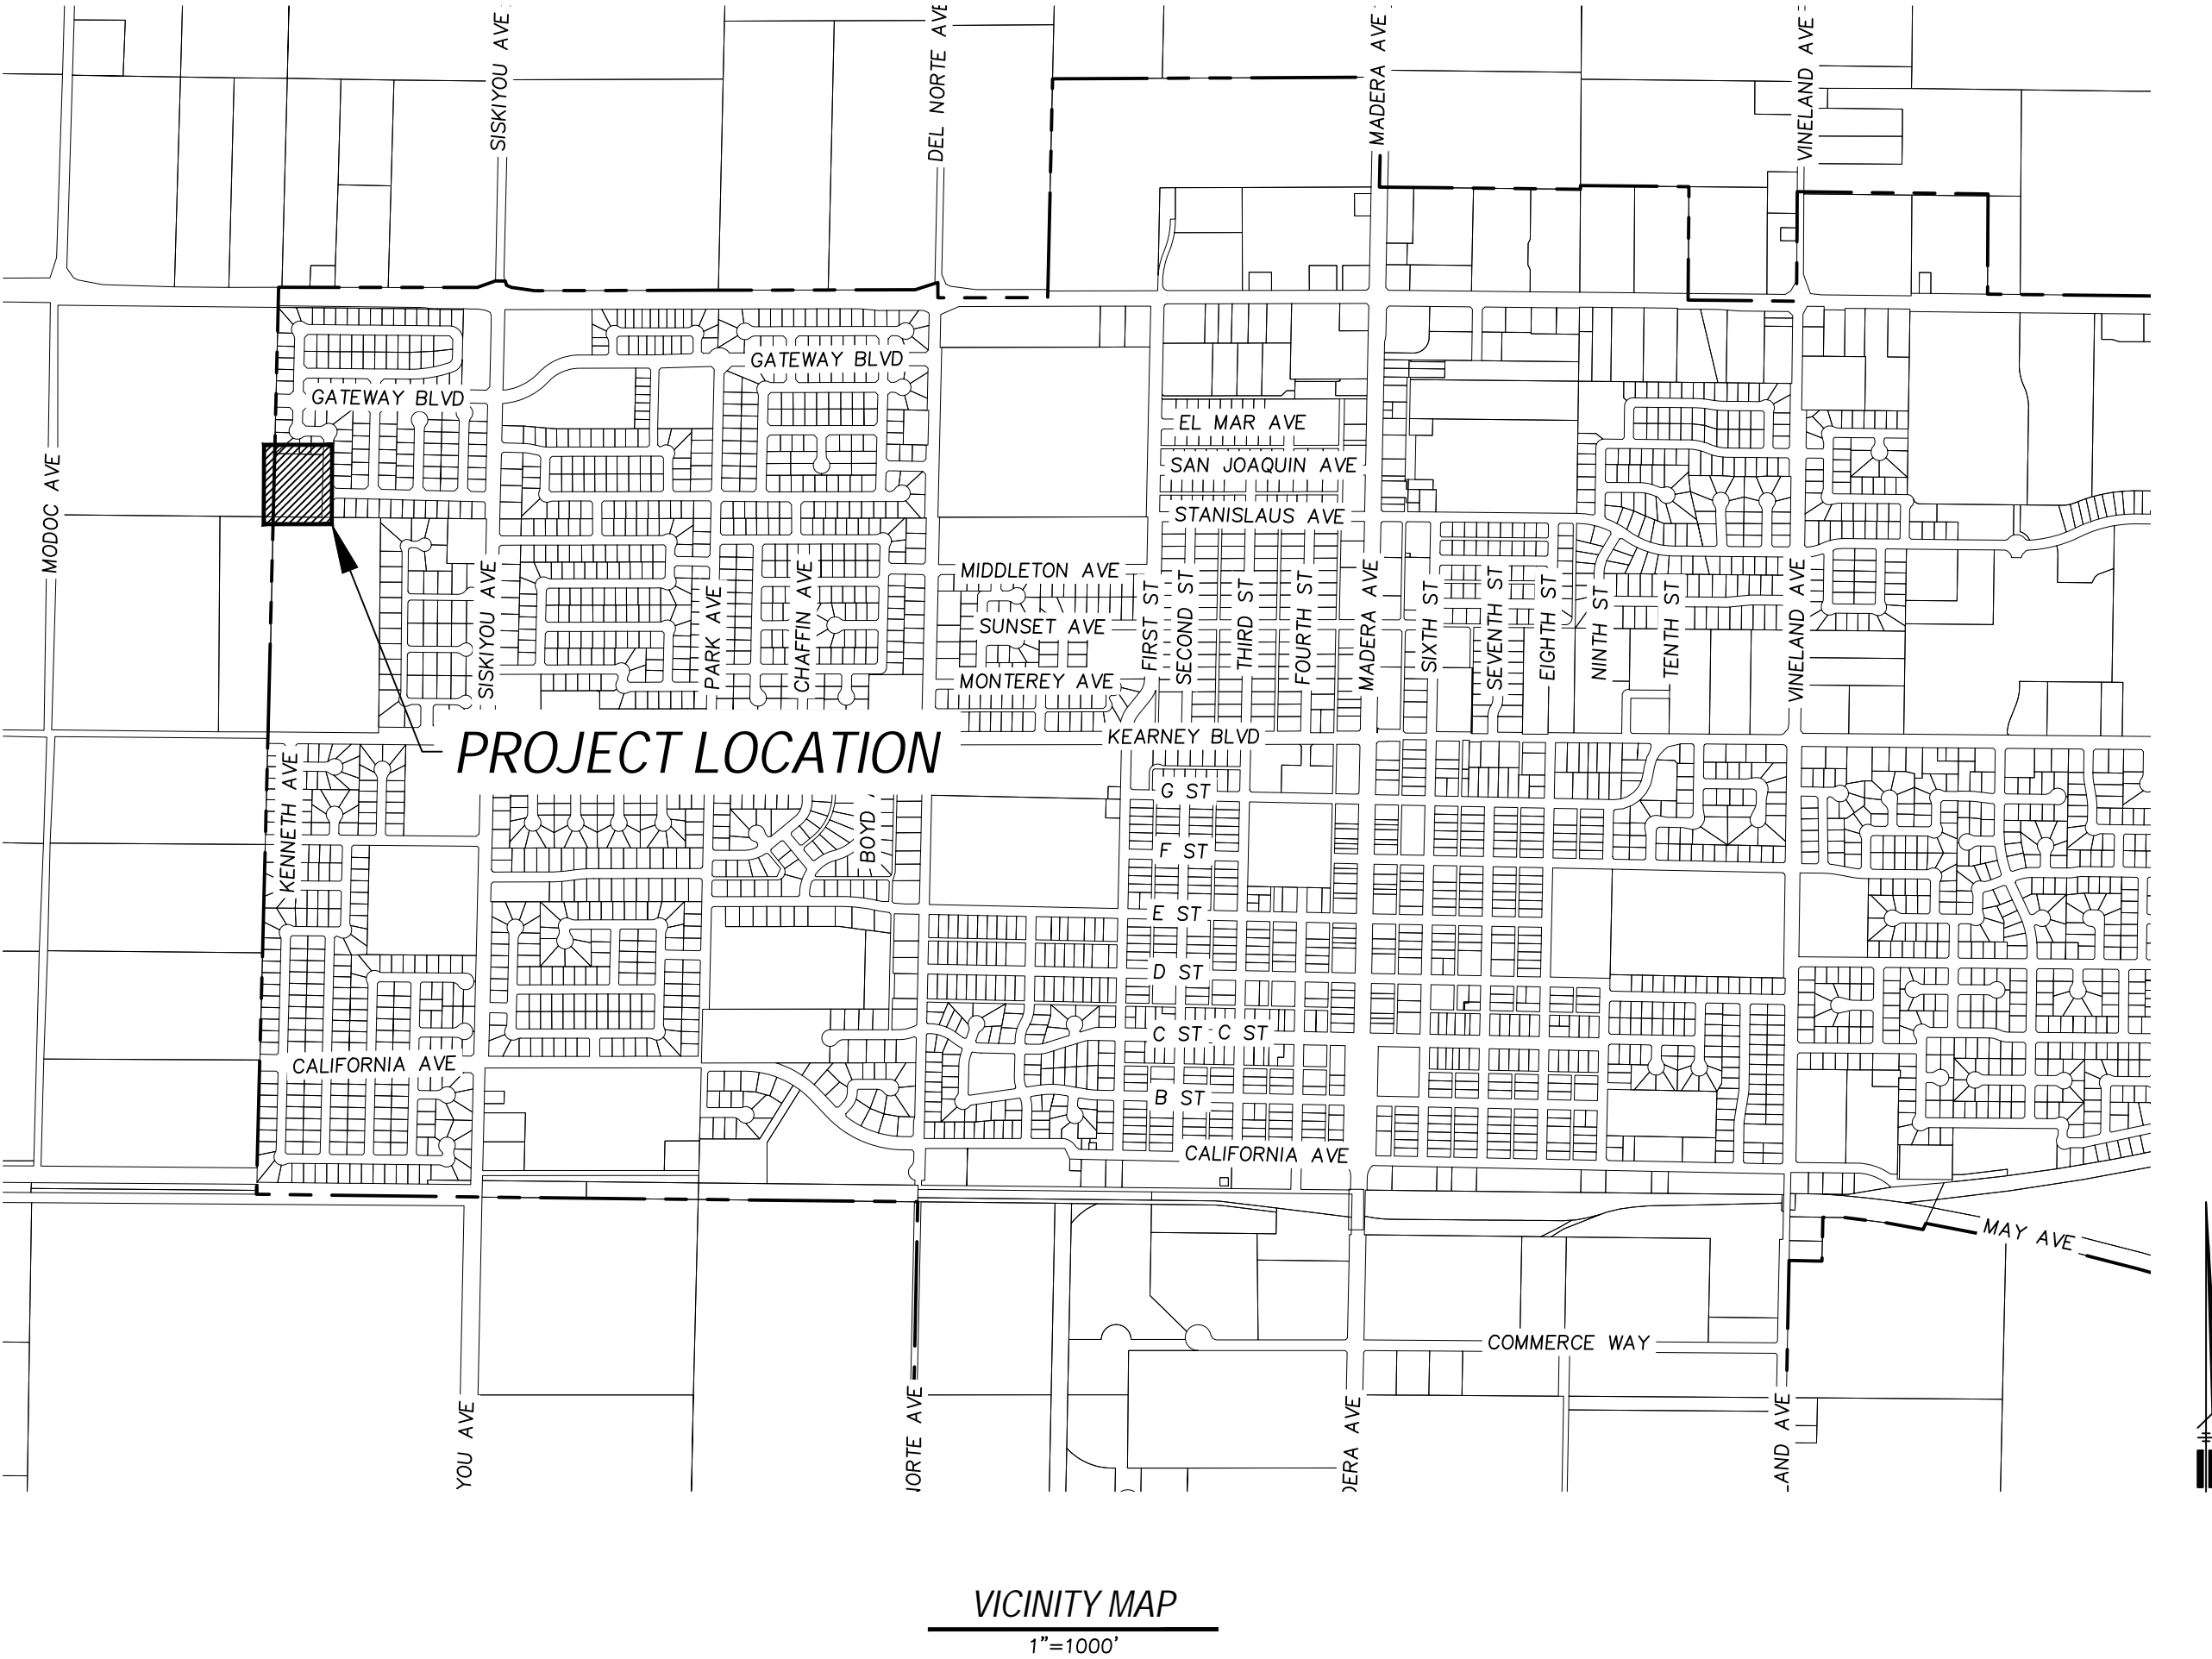 SISKIYOU AVE
DEL NORTE AVE
MADERA AVE
VINELAND AVE
GATEWAY BLVD
GATEWAY BLVD
EL MAR AVE
SAN JOAQUIN AVE
STANISLAUS AVE
MODOC AVE
MIDDLETON AVE
SUNSET AVE
MONTEREY AVE
SISKIYOU AVE
PARK AVE
CHAFFIN AVE
FIRST ST
SECOND ST
THIRD ST
FOURTH ST
MADERA AVE
SIXTH ST
SEVENTH ST
EIGHTH ST
NINTH ST
TENTH ST
VINELAND AVE
KEARNEY BLVD
PROJECT LOCATION
KENNETH AVE
BOYD
G ST
F ST
E ST
D ST
C ST
C ST
B ST
CALIFORNIA AVE
CALIFORNIA AVE
MAY AVE
COMMERCE WAY
YOU AVE
NORTE AVE
DERA AVE
LAND AVE
VICINITY MAP
1"=1000'